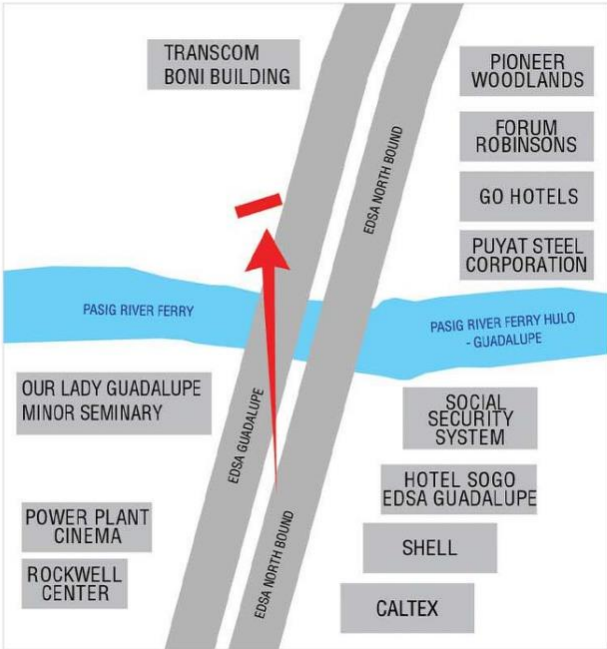 TRANSCOM
BONI BUILDING
PIONEER
WOODLANDS
FORUM
ROBINSONS
GO HOTELS
PUYAT STEEL
CORPORATION
EDSA NORTH BOUND
PASIG RIVER FERRY
PASIG RIVER FERRY HULO
- GUADALUPE
OUR LADY GUADALUPE
MINOR SEMINARY
EDSA GUADALUPE
SOCIAL
SECURITY
SYSTEM
HOTEL SOGO
EDSA GUADALUPE
POWER PLANT
CINEMA
EDSA NORTH BOUND
SHELL
ROCKWELL
CENTER
CALTEX